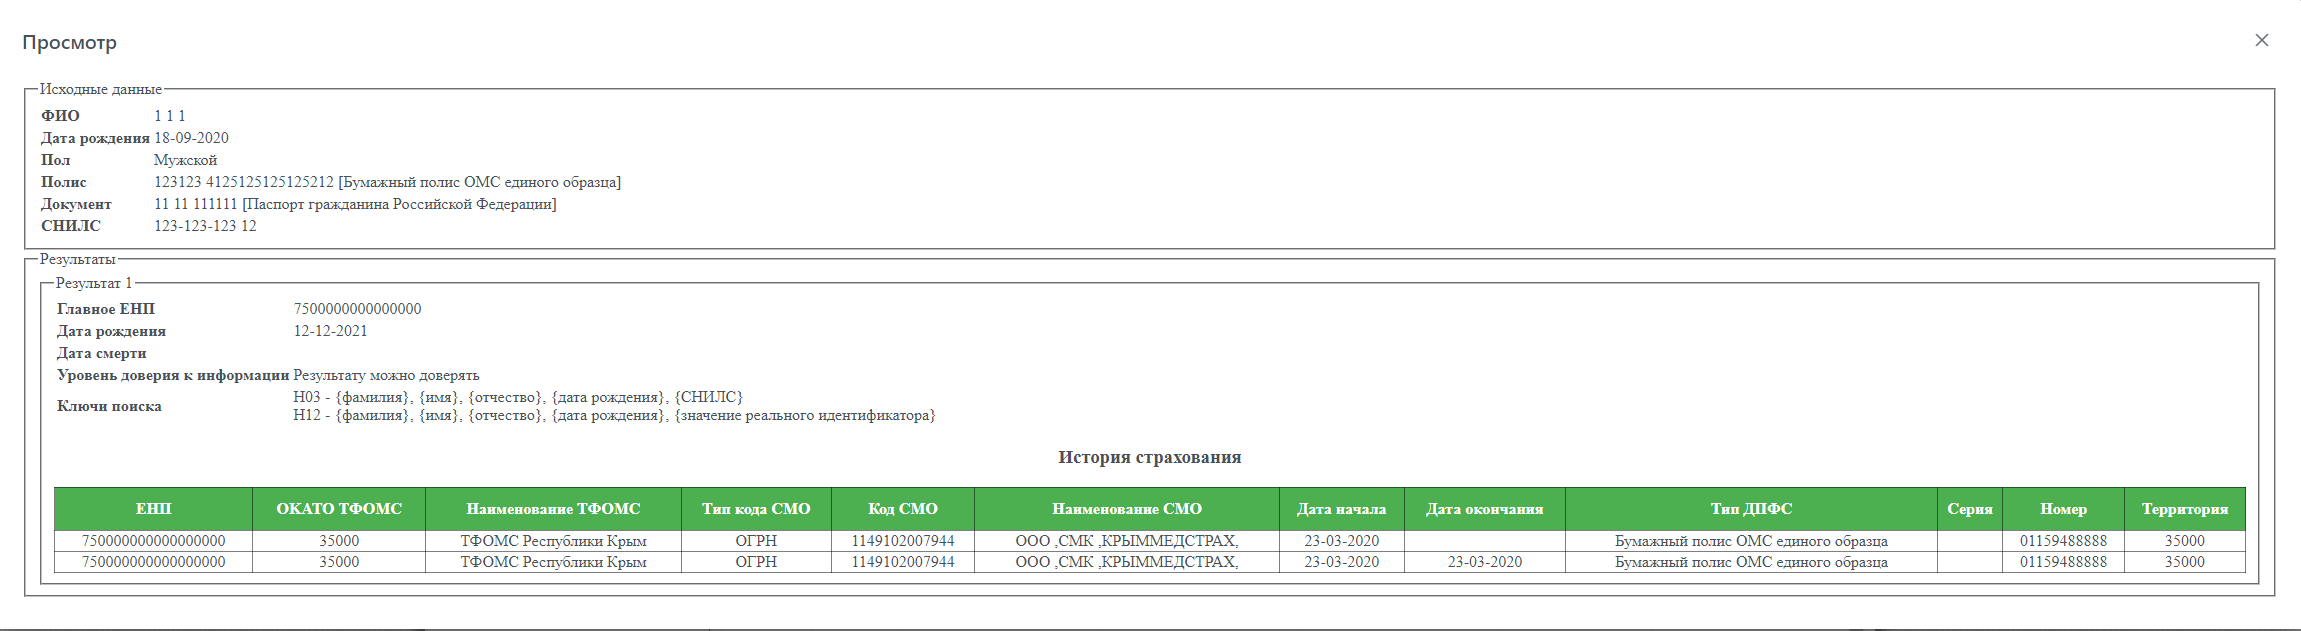 Просмотр
Исходные данные
ФИО 1 1 1
Дата рождения 18-09-2020
Пол Мужской
Полис 123123 4125125125125212 [Бумажный полис ОМС единого образца]
Документ 11 11 111111 [Паспорт гражданина Российской Федерации]
СНИЛС 123-123-123 12
Результаты
Результат 1
Главное ЕНП 7500000000000000
Дата рождения 12-12-2021
Дата смерти
Уровень доверия к информации Результату можно доверять
Ключи поиска
H03 - {фамилия}, {имя}, {отчество}, {дата рождения}, {СНИЛС}
H12 - {фамилия}, {имя}, {отчество}, {дата рождения}, {значение реального идентификатора}
История страхования
ЕНП ОКАТО ТФОМС Наименование ТФОМС Тип кода СМО Код СМО Наименование СМО Дата начала Дата окончания Тип ДПФС Серия Номер Территория
750000000000000000 35000 ТФОМС Республики Крым ОГРН 1149102007944 ООО ,СМК ,КРЫММЕДСТРАХ, 23-03-2020 Бумажный полис ОМС единого образца 01159488888 35000
750000000000000000 35000 ТФОМС Республики Крым ОГРН 1149102007944 ООО ,СМК ,КРЫММЕДСТРАХ, 23-03-2020 23-03-2020 Бумажный полис ОМС единого образца 01159488888 35000